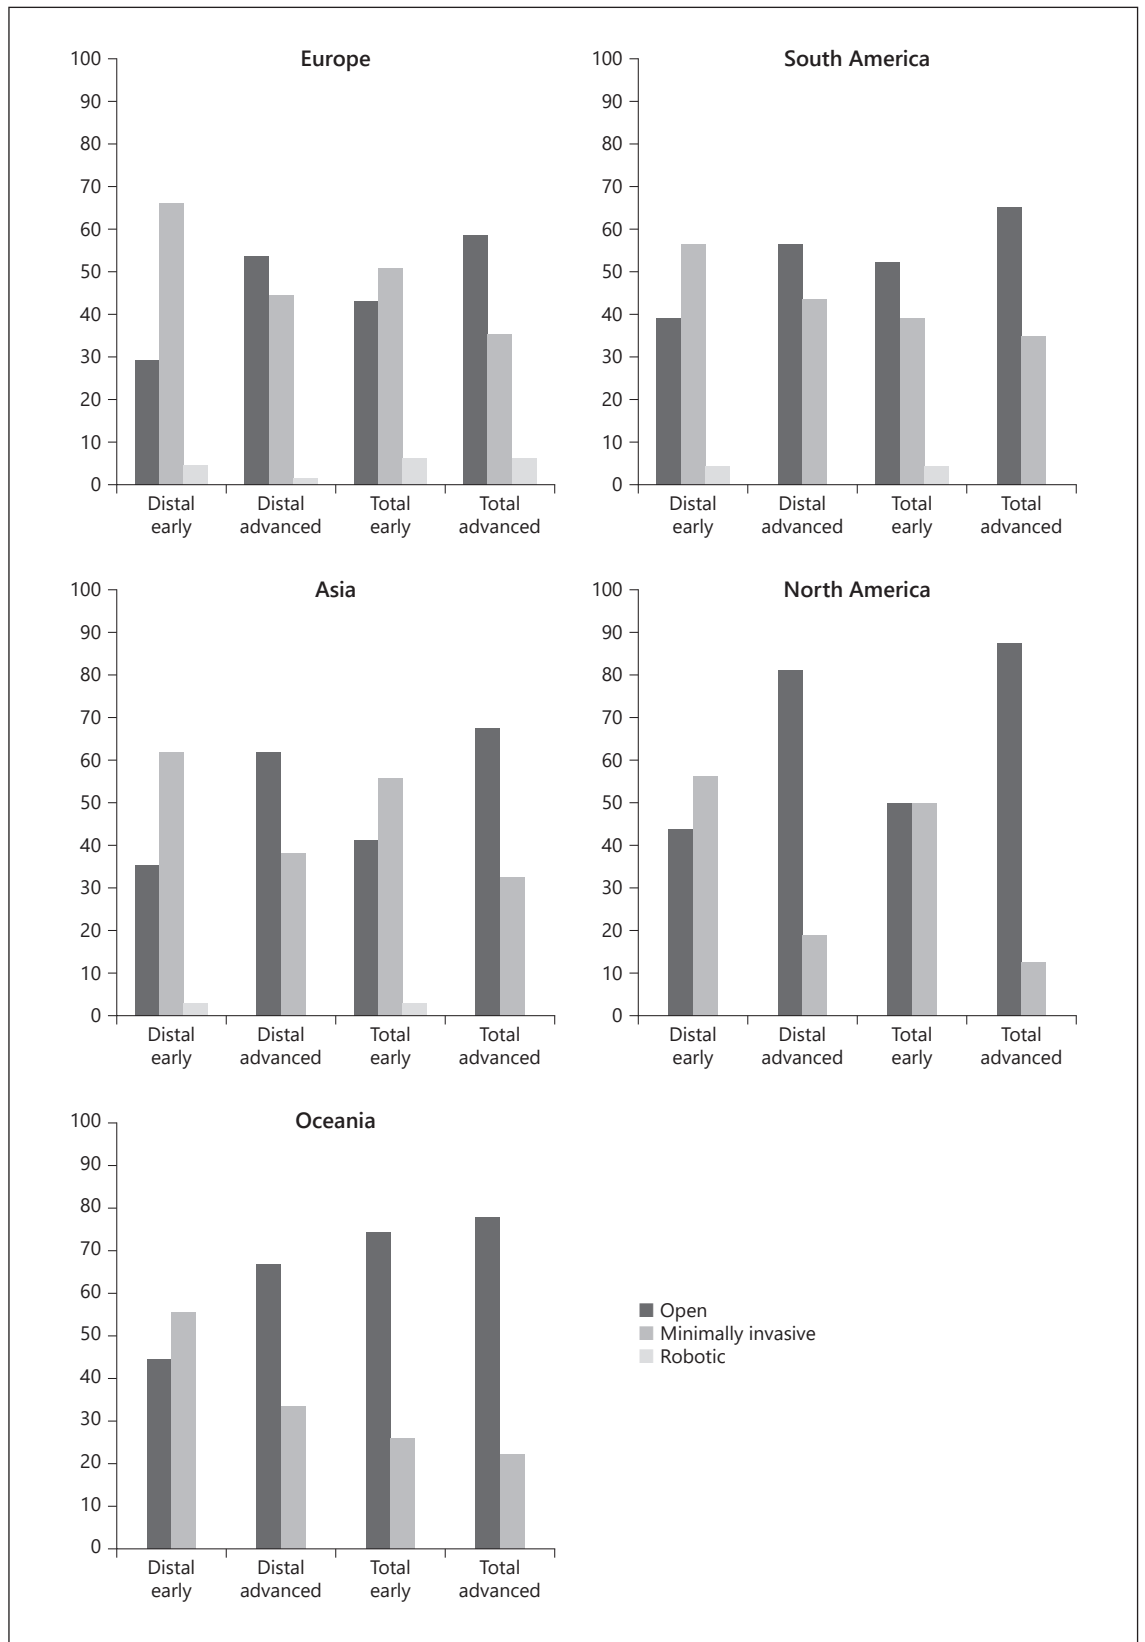 Europe
100
90
80
70
60
50
40
30
20
10
0
Distal early
Distal advanced
Total early
Total advanced
South America
100
90
80
70
60
50
40
30
20
10
0
Distal early
Distal advanced
Total early
Total advanced
Asia
100
90
80
70
60
50
40
30
20
10
0
Distal early
Distal advanced
Total early
Total advanced
North America
100
90
80
70
60
50
40
30
20
10
0
Distal early
Distal advanced
Total early
Total advanced
Oceania
100
90
80
70
60
50
40
30
20
10
0
Distal early
Distal advanced
Total early
Total advanced
Open
Minimally invasive
Robotic